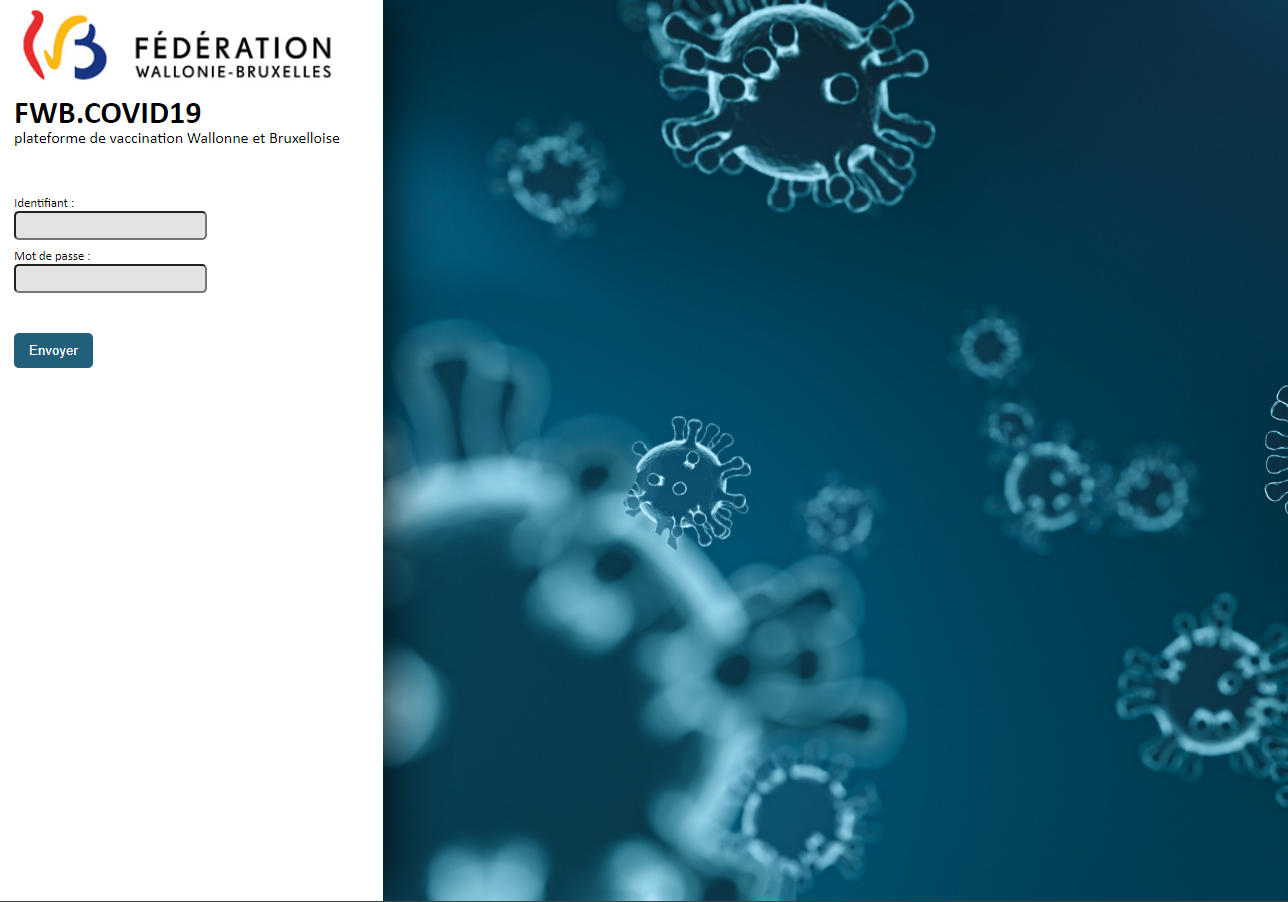 FÉDÉRATION
WALLONIE-BRUXELLES
FWB.COVID19
plateforme de vaccination Wallonne et Bruxelloise
Identifiant :
Mot de passe :
Envoyer